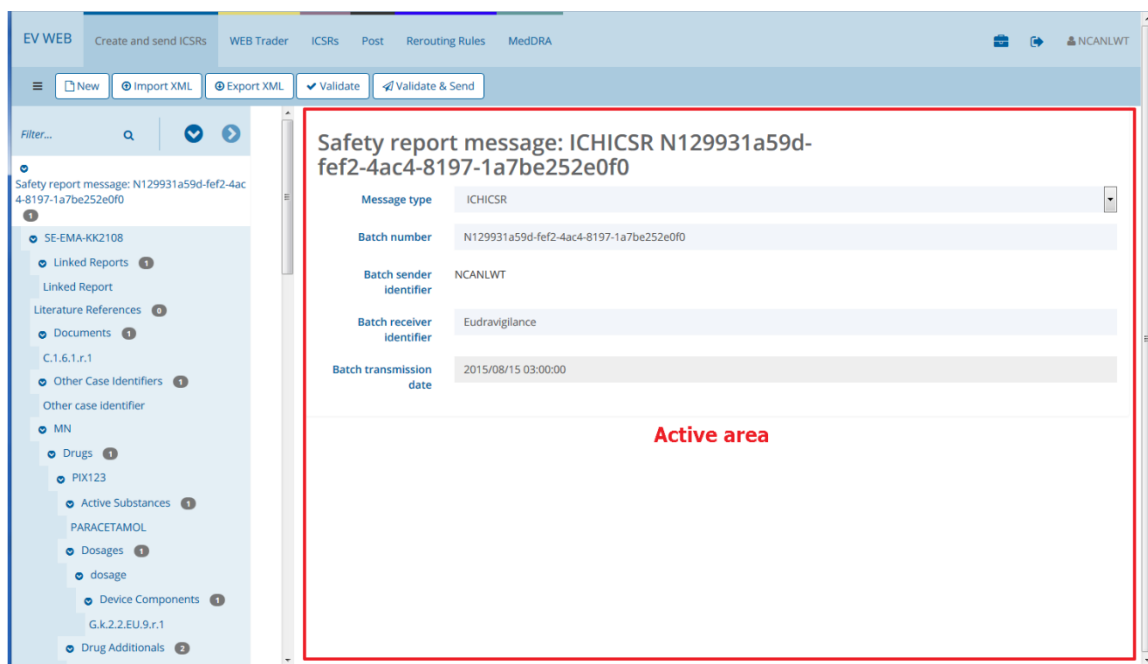 EV WEB
Create and send ICSRs
WEB Trader
ICSRs
Post
Rerouting Rules
MedDRA
NCANLWT
New
Import XML
Export XML
Validate
Validate & Send
Filter...
Safety report message: N129931a59d-fef2-4ac
4-8197-1a7be252e0f0
1
SE-EMA-KK2108
Linked Reports 1
Linked Report
Literature References 0
Documents 1
C.1.6.1.r.1
Other Case Identifiers 1
Other case identifier
MN
Drugs 1
PIX123
Active Substances 1
PARACETAMOL
Dosages 1
dosage
Device Components 1
G.k.2.2.EU.9.r.1
Drug Additionals 2
Safety report message: ICHICSR N129931a59d-
fef2-4ac4-8197-1a7be252e0f0
Message type ICHICSR
Batch number N129931a59d-fef2-4ac4-8197-1a7be252e0f0
Batch sender NCANLWT
identifier
Batch receiver Eudravigilance
identifier
Batch transmission 2015/08/15 03:00:00
date
Active area